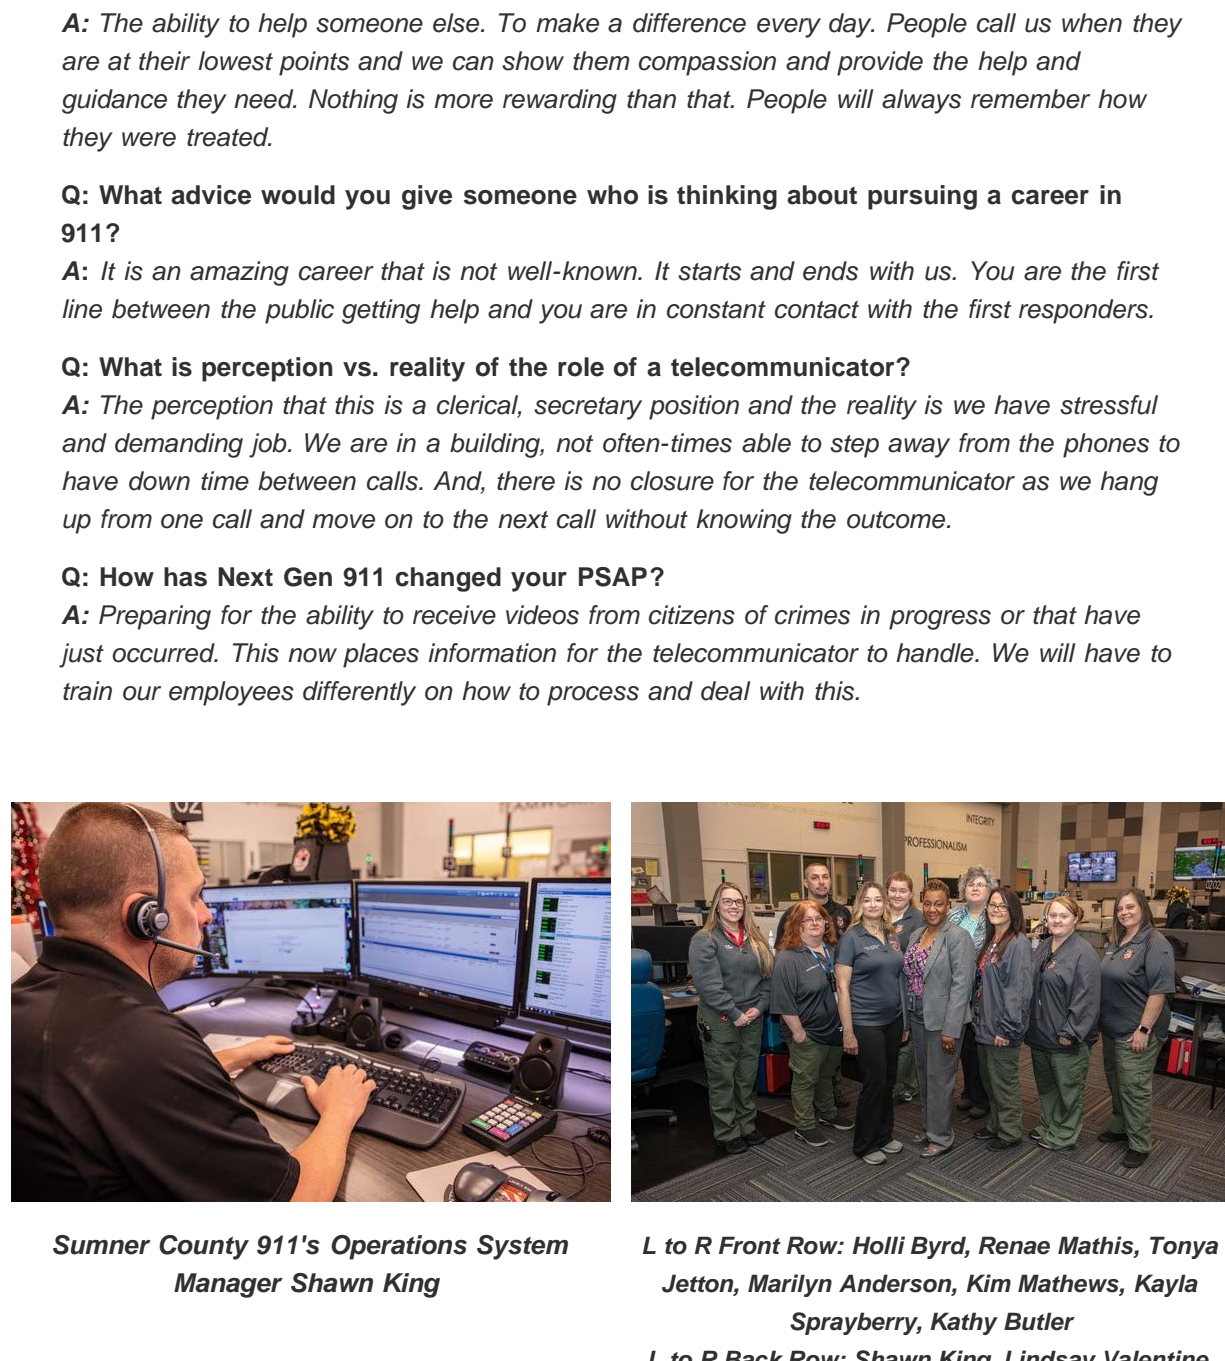 A: The ability to help someone else. To make a difference every day. People call us when they
are at their lowest points and we can show them compassion and provide the help and
guidance they need. Nothing is more rewarding than that. People will always remember how
they were treated.
Q: What advice would you give someone who is thinking about pursuing a career in
911?
A: It is an amazing career that is not well-known. It starts and ends with us. You are the first
line between the public getting help and you are in constant contact with the first responders.
Q: What is perception vs. reality of the role of a telecommunicator?
A: The perception that this is a clerical, secretary position and the reality is we have stressful
and demanding job. We are in a building, not often-times able to step away from the phones to
have down time between calls. And, there is no closure for the telecommunicator as we hang
up from one call and move on to the next call without knowing the outcome.
Q: How has Next Gen 911 changed your PSAP?
A: Preparing for the ability to receive videos from citizens of crimes in progress or that have
just occurred. This now places information for the telecommunicator to handle. We will have to
train our employees differently on how to process and deal with this.
02
TEAMWORK
INTEGRITY
PROFESSIONALISM
Sumner County 911's Operations System
Manager Shawn King
L to R Front Row: Holli Byrd, Renae Mathis, Tonya
Jetton, Marilyn Anderson, Kim Mathews, Kayla
Sprayberry, Kathy Butler
L to R Back Row: Shawn King, Lindsay Valentine